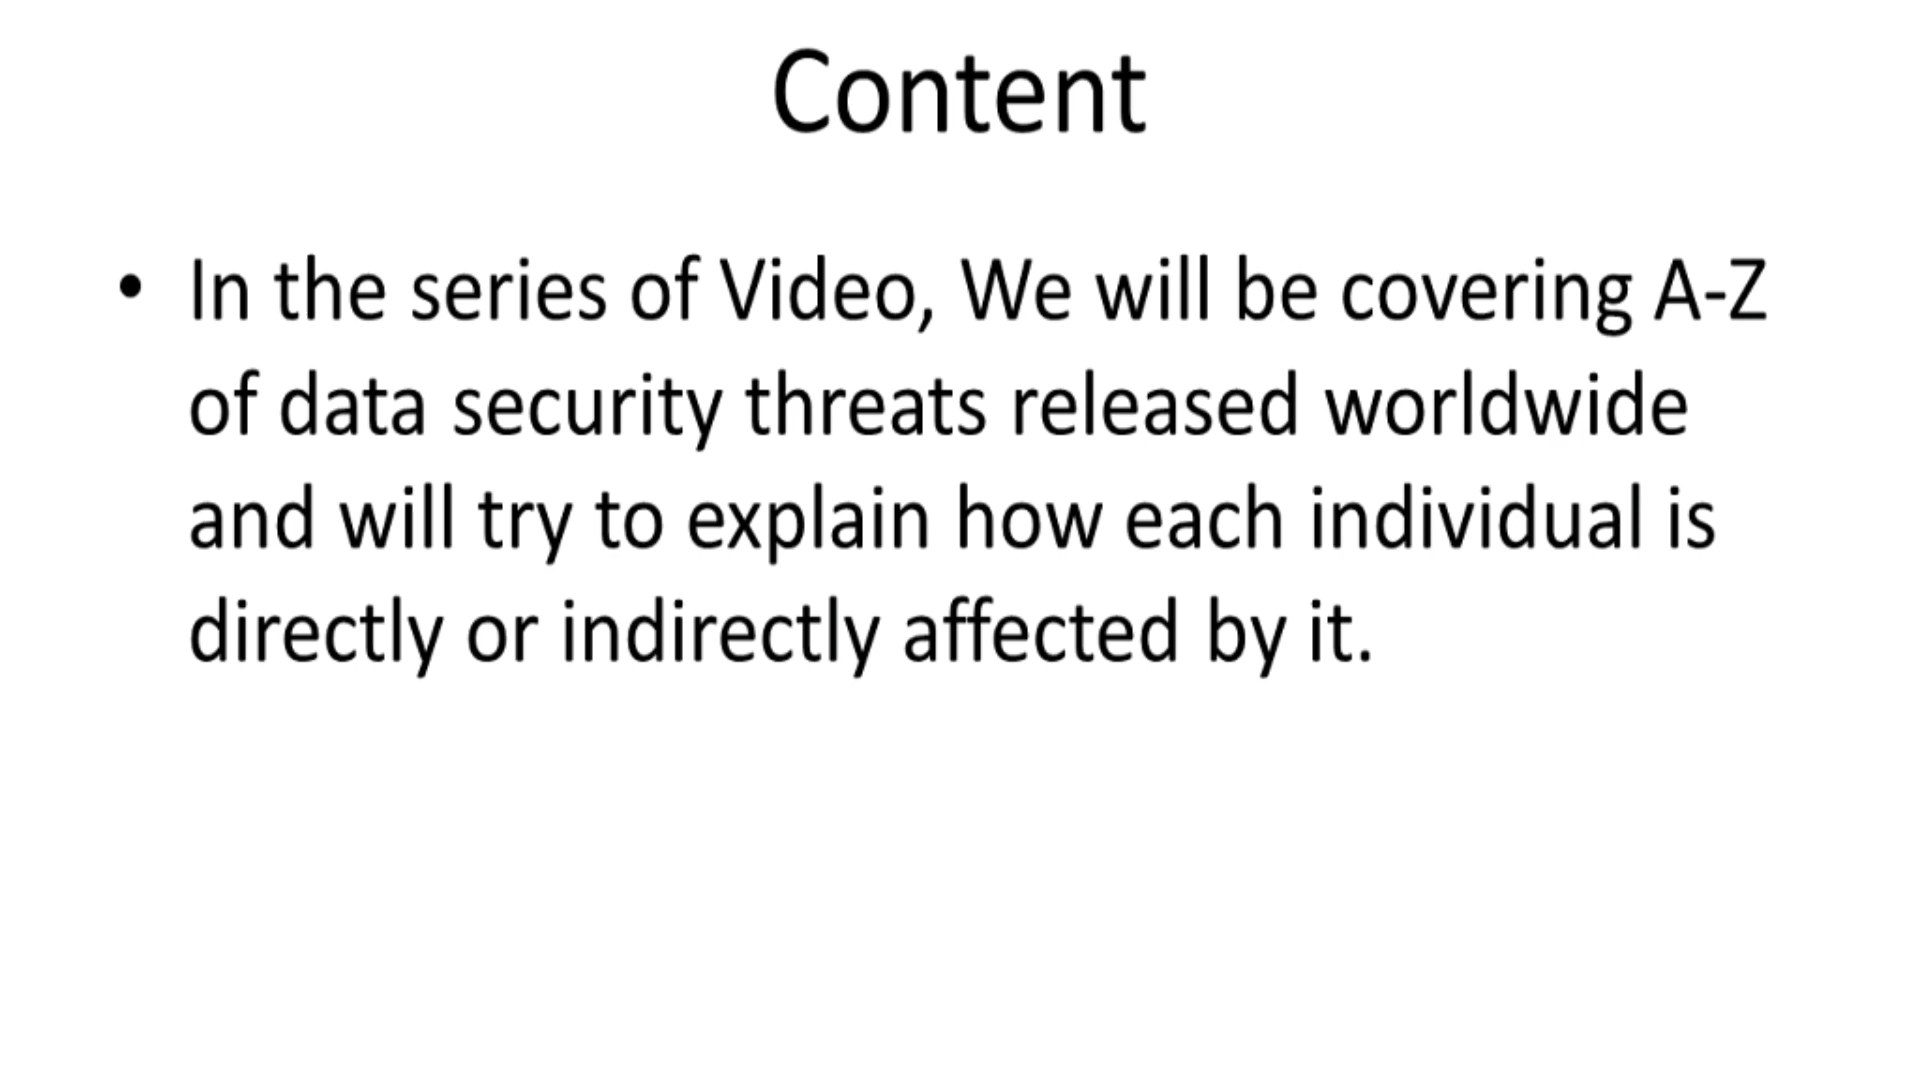 Content
• In the series of Video, We will be covering A-Z
of data security threats released worldwide
and will try to explain how each individual is
directly or indirectly affected by it.